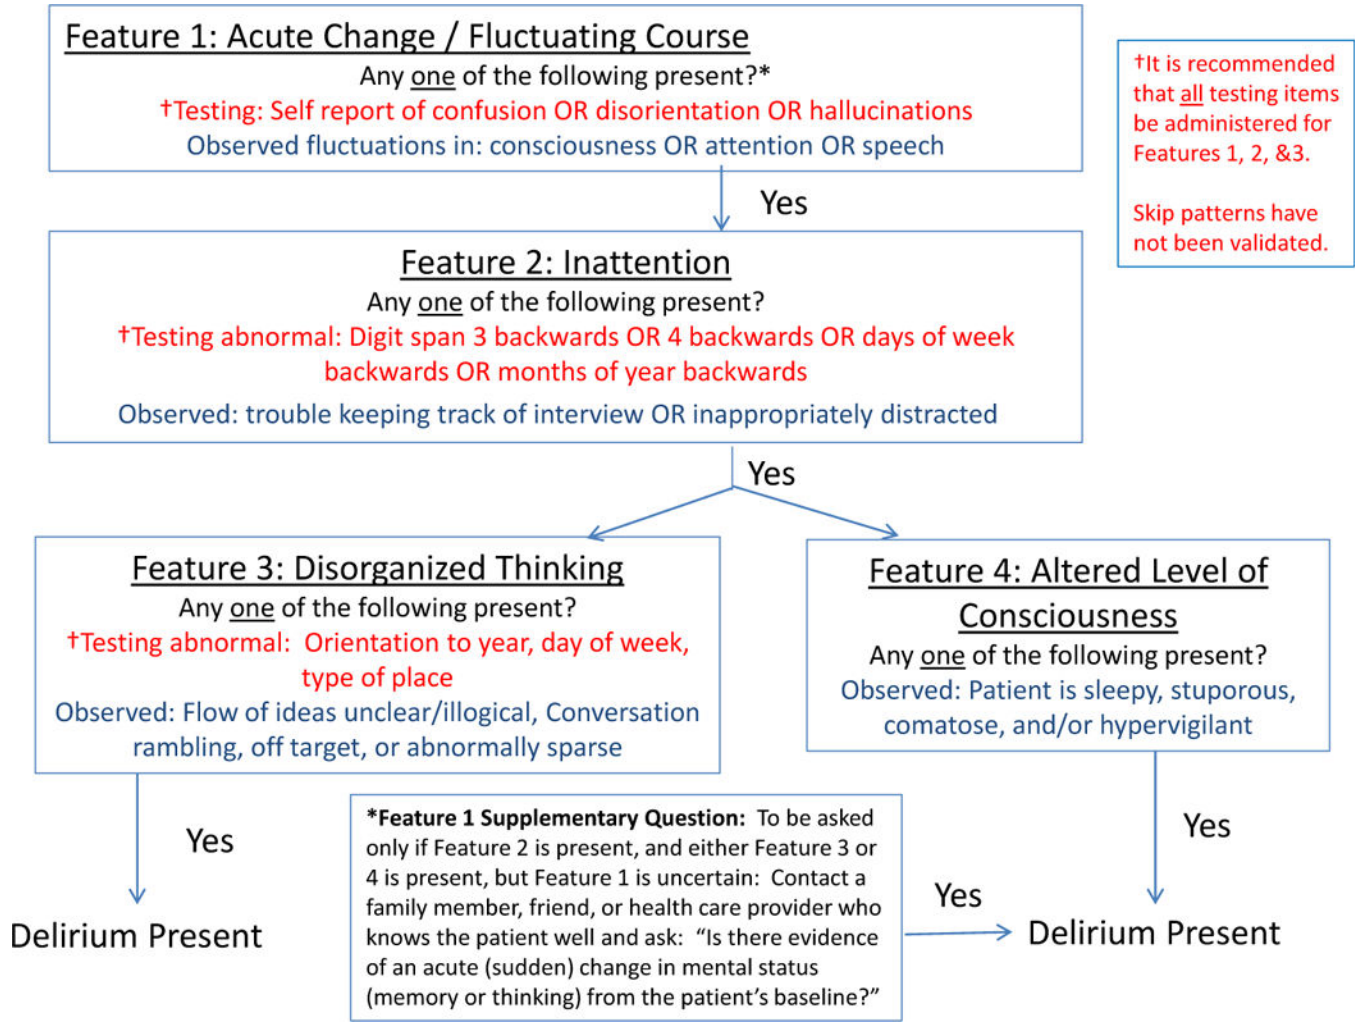 Feature 1: Acute Change / Fluctuating Course
Any one of the following present?*
†Testing: Self report of confusion OR disorientation OR hallucinations
Observed fluctuations in: consciousness OR attention OR speech
†It is recommended
that all testing items
be administered for
Features 1, 2, &3.
Skip patterns have
not been validated.
Yes
Feature 2: Inattention
Any one of the following present?
†Testing abnormal: Digit span 3 backwards OR 4 backwards OR days of week
backwards OR months of year backwards
Observed: trouble keeping track of interview OR inappropriately distracted
Yes
Feature 3: Disorganized Thinking
Any one of the following present?
†Testing abnormal: Orientation to year, day of week,
type of place
Observed: Flow of ideas unclear/illogical, Conversation
rambling, off target, or abnormally sparse
Feature 4: Altered Level of
Consciousness
Any one of the following present?
Observed: Patient is sleepy, stuporous,
comatose, and/or hypervigilant
Yes
Delirium Present
*Feature 1 Supplementary Question: To be asked
only if Feature 2 is present, and either Feature 3 or
4 is present, but Feature 1 is uncertain: Contact a
family member, friend, or health care provider who
knows the patient well and ask: “Is there evidence
of an acute (sudden) change in mental status
(memory or thinking) from the patient’s baseline?”
Yes
Yes
Delirium Present